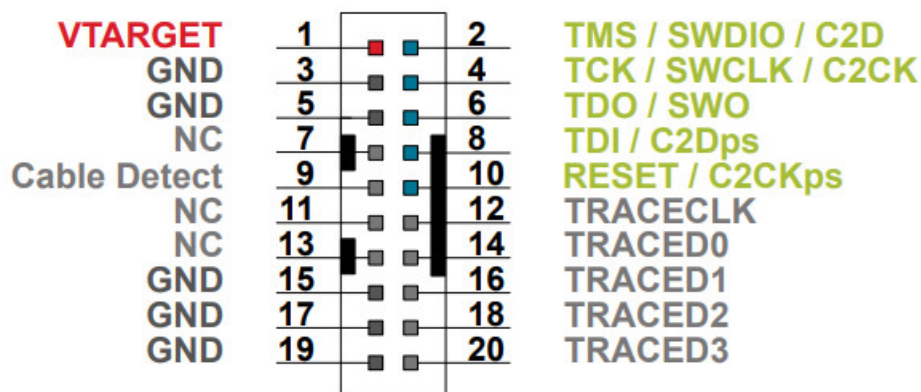 VTARGET 1 2 TMS / SWDIO / C2D
GND 3 4 TCK / SWCLK / C2CK
GND 5 6 TDO / SWO
NC 7 8 TDI / C2Dps
Cable Detect 9 10 RESET / C2CKps
NC 11 12 TRACECLK
NC 13 14 TRACED0
GND 15 16 TRACED1
GND 17 18 TRACED2
GND 19 20 TRACED3